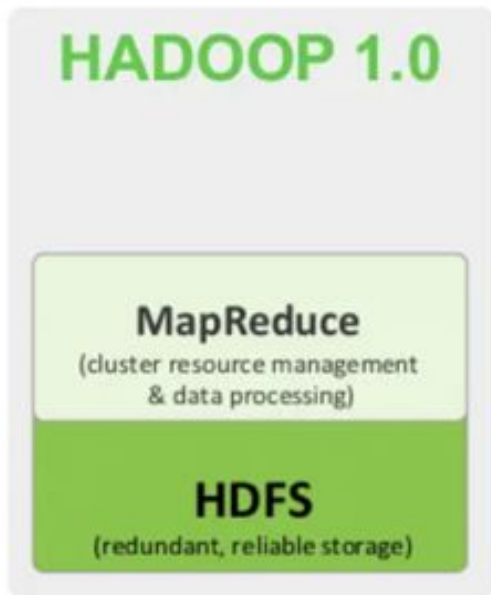 HADOOP 1.0
MapReduce
(cluster resource management
& data processing)
HDFS
(redundant, reliable storage)